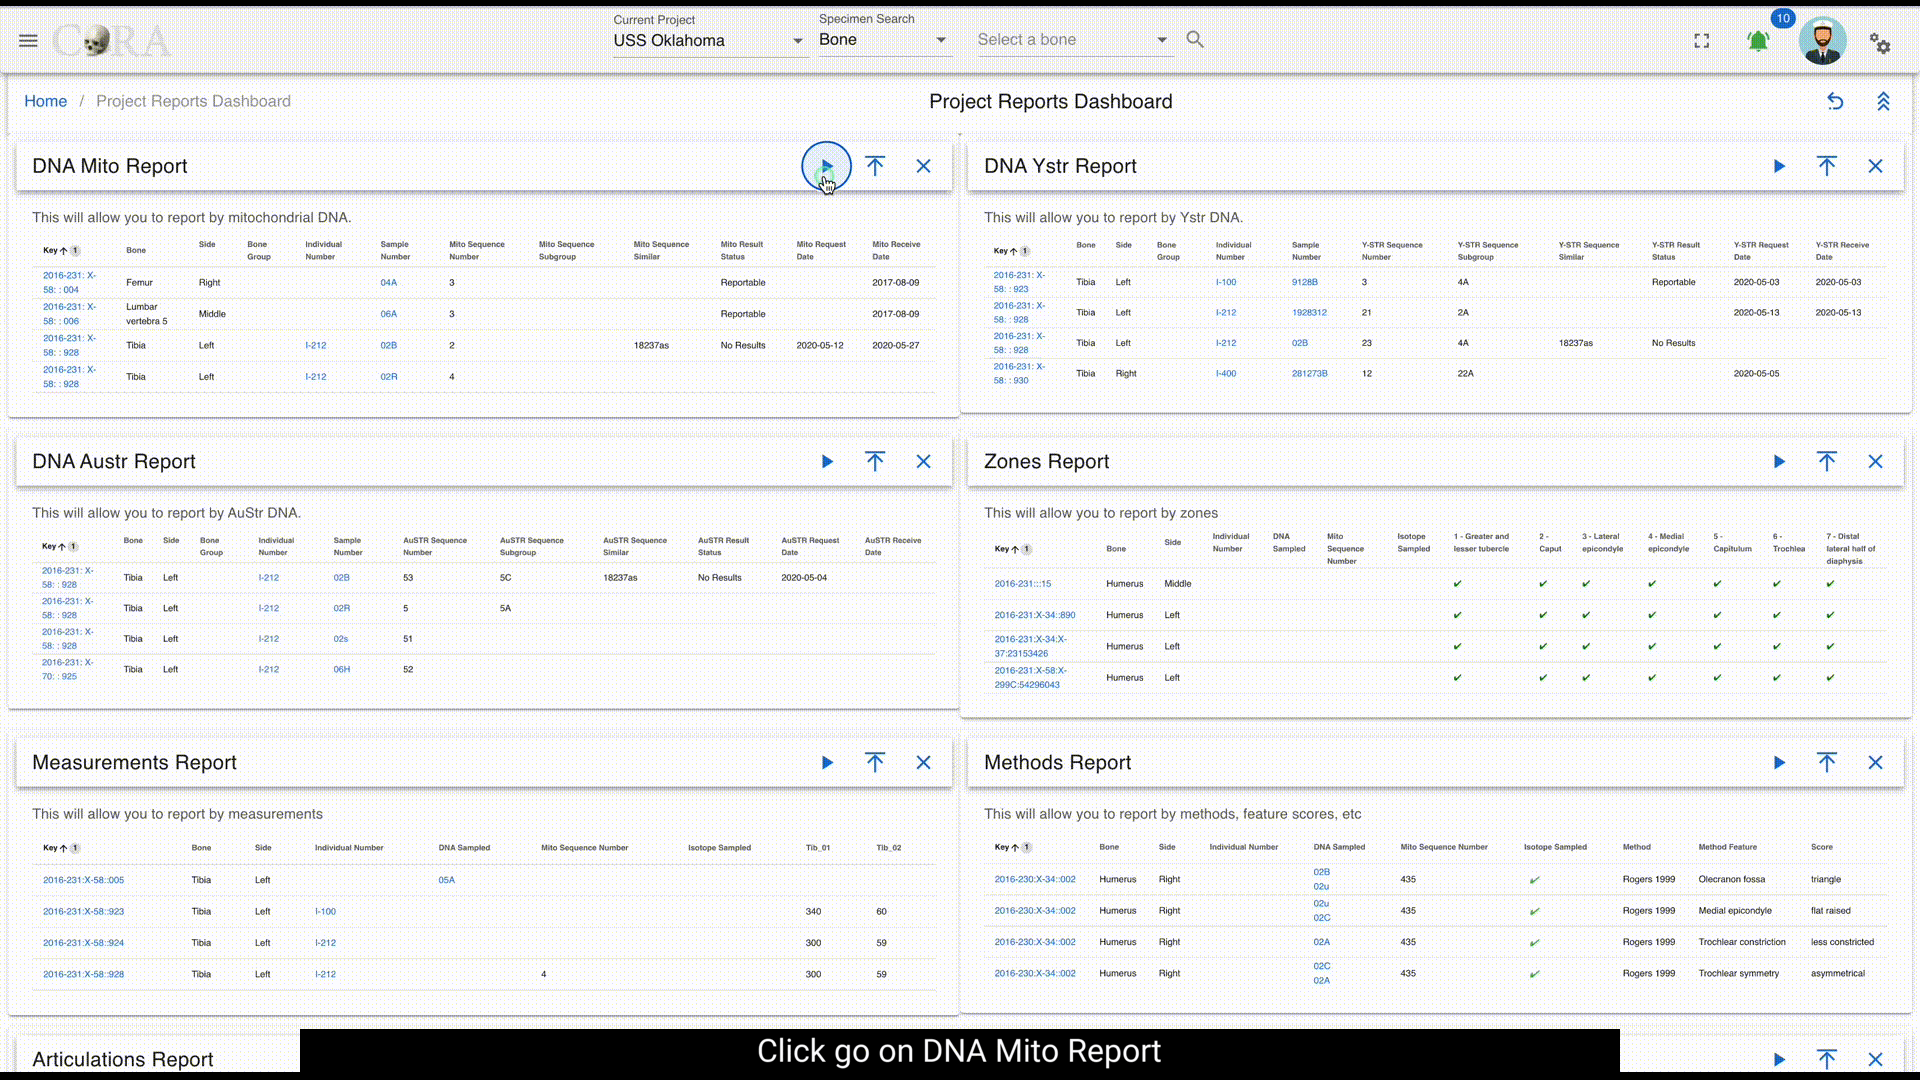 CORA
Current Project
USS Oklahoma
Specimen Search
Bone
Select a bone
10
Home / Project Reports Dashboard
Project Reports Dashboard
DNA Mito Report
This will allow you to report by mitochondrial DNA.
Key 1 Bone Side Bone Group Individual Number Sample Number Mito Sequence Number Mito Sequence Subgroup Mito Sequence Similar Mito Result Status Mito Request Date Mito Receive Date
2016-231: X-58: : 004 Femur Right 04A 3 Reportable 2017-08-09
2016-231: X-58: : 006 Lumbar vertebra 5 Middle 06A 3 Reportable 2017-08-09
2016-231: X-58: : 928 Tibia Left I-212 02B 2 18237as No Results 2020-05-12 2020-05-27
2016-231: X-58: : 928 Tibia Left I-212 02R 4
DNA Ystr Report
This will allow you to report by Ystr DNA.
Key 1 Bone Side Bone Group Individual Number Sample Number Y-STR Sequence Number Y-STR Sequence Subgroup Y-STR Sequence Similar Y-STR Result Status Y-STR Request Date Y-STR Receive Date
2016-231: X-58: : 923 Tibia Left I-100 9128B 3 4A Reportable 2020-05-03 2020-05-03
2016-231: X-58: : 928 Tibia Left I-212 1928312 21 2A 2020-05-13 2020-05-13
2016-231: X-58: : 928 Tibia Left I-212 02B 23 4A 18237as No Results
2016-231: X-58: : 930 Tibia Right I-400 281273B 12 22A 2020-05-05
DNA Austr Report
This will allow you to report by AuStr DNA.
Key 1 Bone Side Bone Group Individual Number Sample Number AuSTR Sequence Number AuSTR Sequence Subgroup AuSTR Sequence Similar AuSTR Result Status AuSTR Request Date AuSTR Receive Date
2016-231: X-58: : 928 Tibia Left I-212 02B 53 5C 18237as No Results 2020-05-04
2016-231: X-58: : 928 Tibia Left I-212 02R 5 5A
2016-231: X-58: : 928 Tibia Left I-212 02s 51
2016-231: X-70: : 925 Tibia Left I-212 06H 52
Zones Report
This will allow you to report by zones
Key 1 Bone Side Individual Number DNA Sampled Mito Sequence Number Isotope Sampled 1 - Greater and lesser tubercle 2 - Caput 3 - Lateral epicondyle 4 - Medial epicondyle 5 - Capitulum 6 - Trochlea 7 - Distal lateral half of diaphysis
2016-231:::15 Humerus Middle ✔ ✔ ✔ ✔ ✔ ✔ ✔
2016-231:X-34::890 Humerus Left ✔ ✔ ✔ ✔ ✔ ✔ ✔
2016-231:X-34:X-37:23153426 Humerus Left ✔ ✔ ✔ ✔ ✔ ✔ ✔
2016-231:X-58:X-299C:54296043 Humerus Left ✔ ✔ ✔ ✔ ✔ ✔ ✔
Measurements Report
This will allow you to report by measurements
Key 1 Bone Side Individual Number DNA Sampled Mito Sequence Number Isotope Sampled Tib_01 Tib_02
2016-231:X-58::005 Tibia Left 05A
2016-231:X-58::923 Tibia Left I-100 340 60
2016-231:X-58::924 Tibia Left I-212 300 59
2016-231:X-58::928 Tibia Left I-212 4 300 59
Methods Report
This will allow you to report by methods, feature scores, etc
Key 1 Bone Side Individual Number DNA Sampled Mito Sequence Number Isotope Sampled Method Method Feature Score
2016-230:X-34::002 Humerus Right 02B 02u 435 ✔ Rogers 1999 Olecranon fossa triangle
2016-230:X-34::002 Humerus Right 02u 02C 435 ✔ Rogers 1999 Medial epicondyle flat raised
2016-230:X-34::002 Humerus Right 02A 435 ✔ Rogers 1999 Trochlear constriction less constricted
2016-230:X-34::002 Humerus Right 02C 02A 435 ✔ Rogers 1999 Trochlear symmetry asymmetrical
Articulations Report
Click go on DNA Mito Report